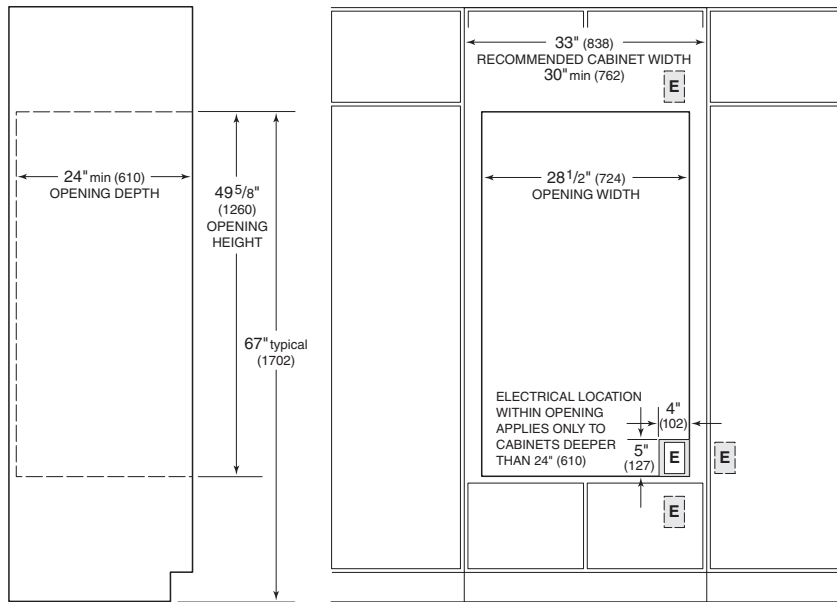 24" min (610)
OPENING DEPTH
49 5/8"
(1260)
OPENING
HEIGHT
67" typical
(1702)
33" (838)
RECOMMENDED CABINET WIDTH
30" min (762)
E
28 1/2" (724)
OPENING WIDTH
ELECTRICAL LOCATION
WITHIN OPENING
APPLIES ONLY TO
CABINETS DEEPER
THAN 24" (610)
4"
(102)
5"
(127)
E
E
E